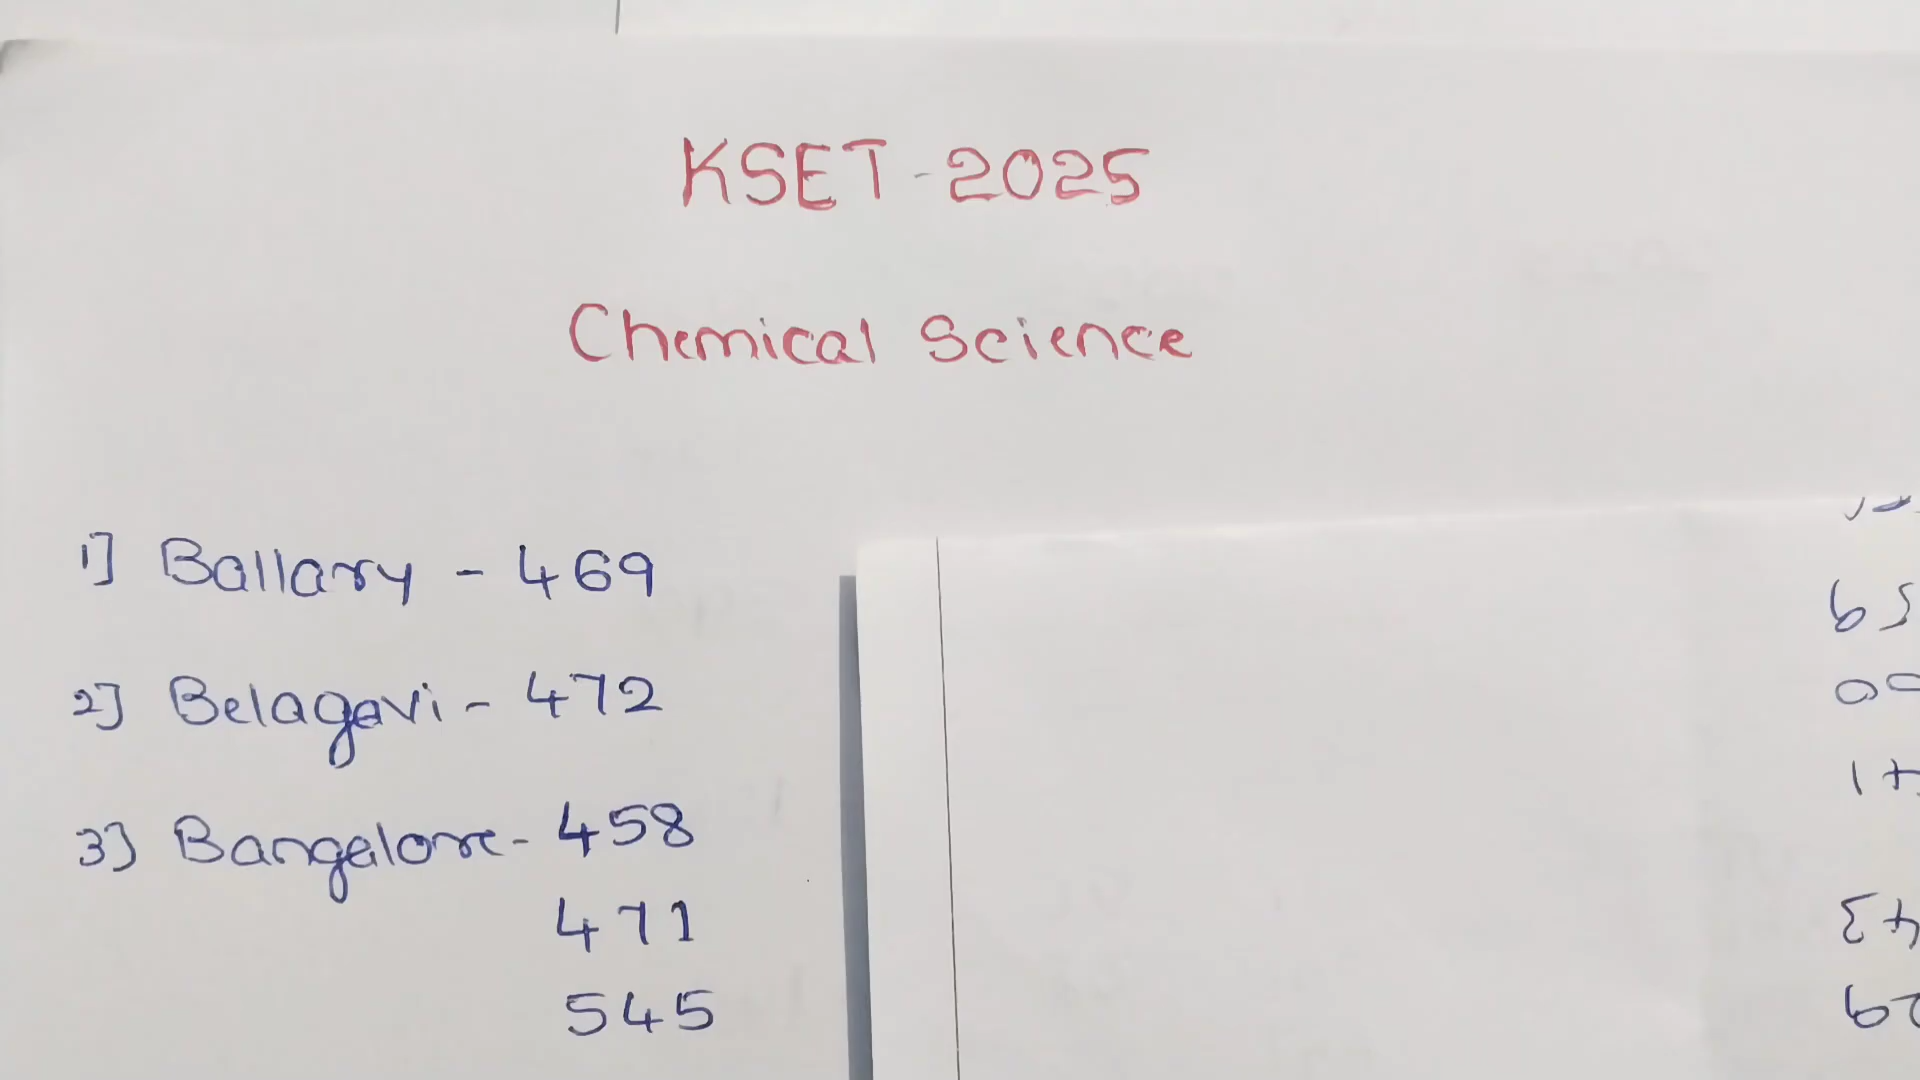 KSET-2025
Chemical Science
1] Ballary - 469
2] Belagavi - 472
3] Bangalore - 458
471
545